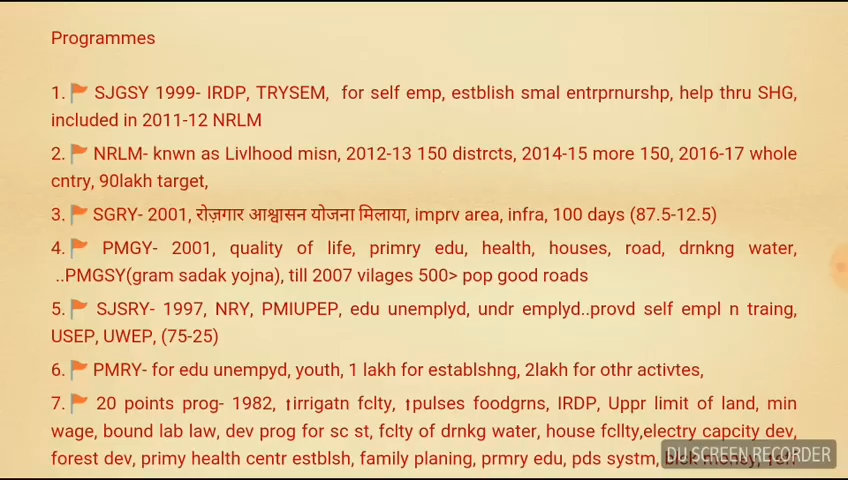 Programmes
1.🚩 SJGSY 1999- IRDP, TRYSEM, for self emp, estblish smal entrprnurshp, help thru SHG,
included in 2011-12 NRLM
2.🚩 NRLM- knwn as Livlhood misn, 2012-13 150 distrcts, 2014-15 more 150, 2016-17 whole
cntry, 90lakh target,
3.🚩 SGRY- 2001, रोज़गार आश्वासन योजना मिलाया, imprv area, infra, 100 days (87.5-12.5)
4.🚩 PMGY- 2001, quality of life, primry edu, health, houses, road, drnkng water,
..PMGSY(gram sadak yojna), till 2007 vilages 500> pop good roads
5.🚩 SJSRY- 1997, NRY, PMIUPEP, edu unemplyd, undr emplyd..provd self empl n traing,
USEP, UWEP, (75-25)
6.🚩 PMRY- for edu unempyd, youth, 1 lakh for establshng, 2lakh for othr activtes,
7.🚩 20 points prog- 1982, ↑irrigatn fclty, ↑pulses foodgrns, IRDP, Uppr limit of land, min
wage, bound lab law, dev prog for sc st, fclty of drnkg water, house fcllty,electry capcity dev,
forest dev, primy health centr estblsh, family planing, prmry edu, pds systm,
DU SCREEN RECORDER